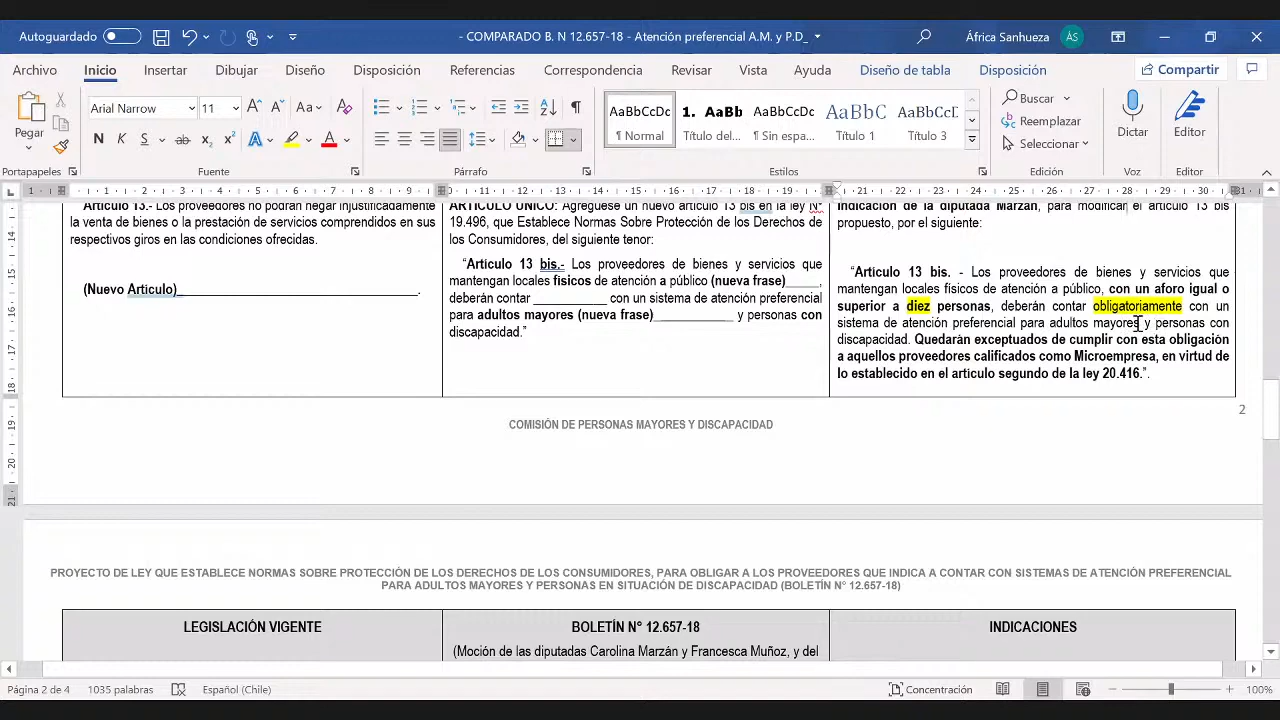 Autoguardado
- COMPARADO B. N 12.657-18 - Atención preferencial A.M. y P.D_
África Sanhueza ÁS
Archivo Inicio Insertar Dibujar Diseño Disposición Referencias Correspondencia Revisar Vista Ayuda Diseño de tabla Disposición Compartir
Pegar
Arial Narrow 11
Aa
N K S ab x₂ x² A A
AaBbCcDc ¶ Normal
1. AaBb Título del...
AaBbCcDc ¶ Sin espa...
AaBbC Título 1
AaBbCcD Título 3
Buscar
Reemplazar
Seleccionar
Dictar
Editor
Portapapeles Fuente Párrafo Estilos Voz Editor
Artículo 13.- Los proveedores no podrán negar injustificadamente
la venta de bienes o la prestación de servicios comprendidos en sus
respectivos giros en las condiciones ofrecidas.
(Nuevo Articulo)____________________.
ARTÍCULO ÚNICO: Agréguese un nuevo artículo 13 bis en la ley N°
19.496, que Establece Normas Sobre Protección de los Derechos de
los Consumidores, del siguiente tenor:
“Artículo 13 bis.- Los proveedores de bienes y servicios que
mantengan locales físicos de atención a público (nueva frase)_____,
deberán contar ___________ con un sistema de atención preferencial
para adultos mayores (nueva frase)____________ y personas con
discapacidad.”
Indicación de la diputada Marzán, para modificar el artículo 13 bis
propuesto, por el siguiente:
“Artículo 13 bis. - Los proveedores de bienes y servicios que
mantengan locales físicos de atención a público, con un aforo igual o
superior a diez personas, deberán contar obligatoriamente con un
sistema de atención preferencial para adultos mayores y personas con
discapacidad. Quedarán exceptuados de cumplir con esta obligación
a aquellos proveedores calificados como Microempresa, en virtud de
lo establecido en el artículo segundo de la ley 20.416.”.
2
COMISIÓN DE PERSONAS MAYORES Y DISCAPACIDAD
PROYECTO DE LEY QUE ESTABLECE NORMAS SOBRE PROTECCIÓN DE LOS DERECHOS DE LOS CONSUMIDORES, PARA OBLIGAR A LOS PROVEEDORES QUE INDICA A CONTAR CON SISTEMAS DE ATENCIÓN PREFERENCIAL
PARA ADULTOS MAYORES Y PERSONAS EN SITUACIÓN DE DISCAPACIDAD (BOLETÍN N° 12.657-18)
LEGISLACIÓN VIGENTE
BOLETÍN N° 12.657-18
(Moción de las diputadas Carolina Marzán y Francesca Muñoz, y del
INDICACIONES
Página 2 de 4 1035 palabras Español (Chile) Concentración 100%